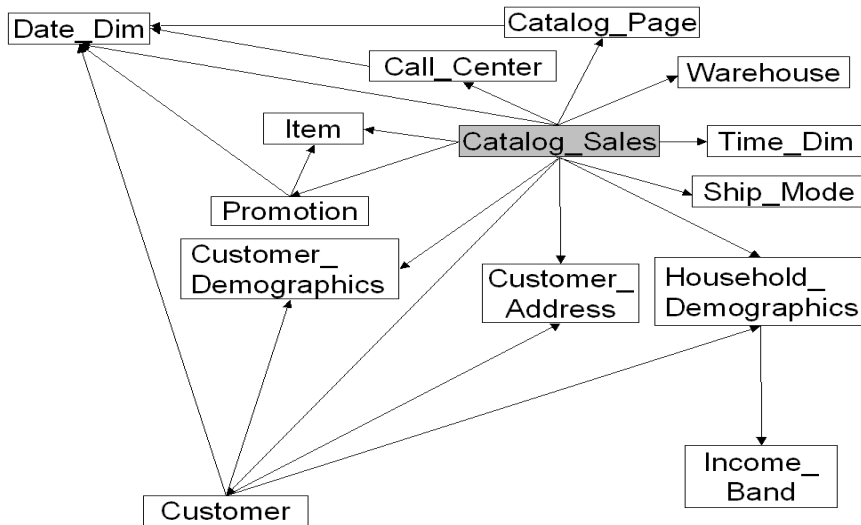 Date_Dim
Catalog_Page
Call_Center
Warehouse
Item
Catalog_Sales
Time_Dim
Ship_Mode
Promotion
Customer_
Demographics
Customer_
Address
Household_
Demographics
Income_
Band
Customer